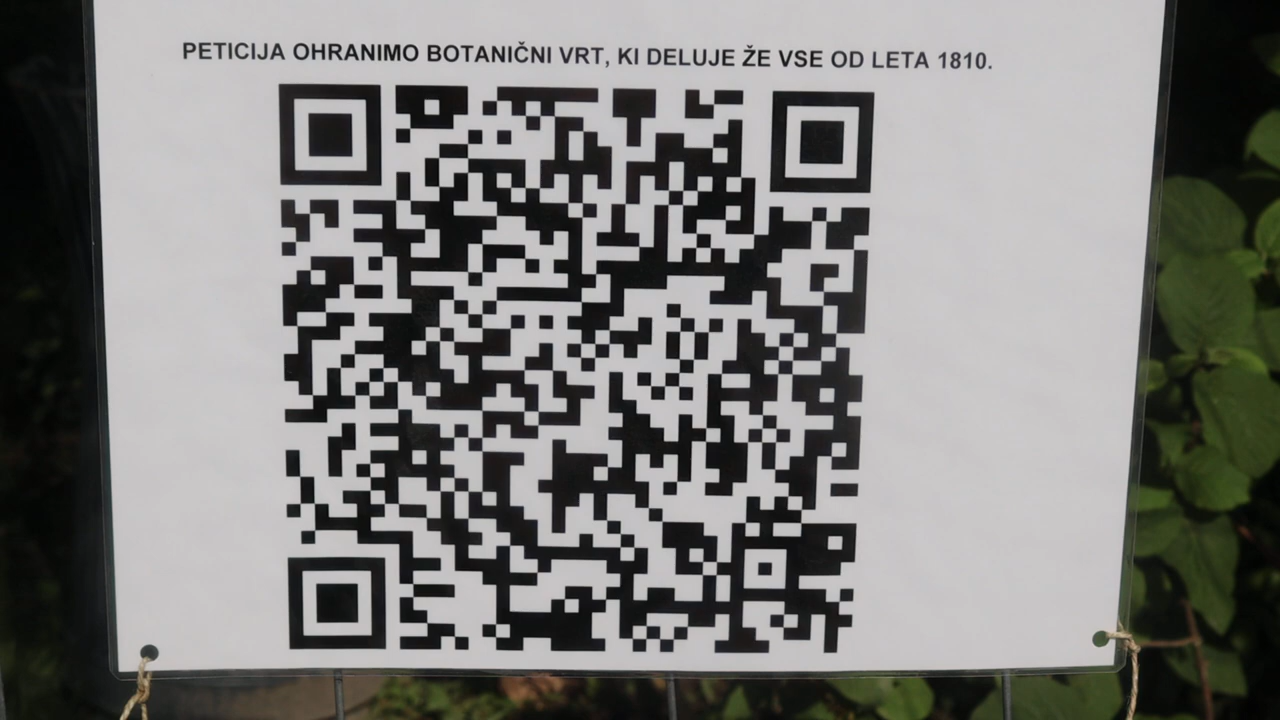 PETICIJA OHRANIMO BOTANIČNI VRT, KI DELUJE ŽE VSE OD LETA 1810.